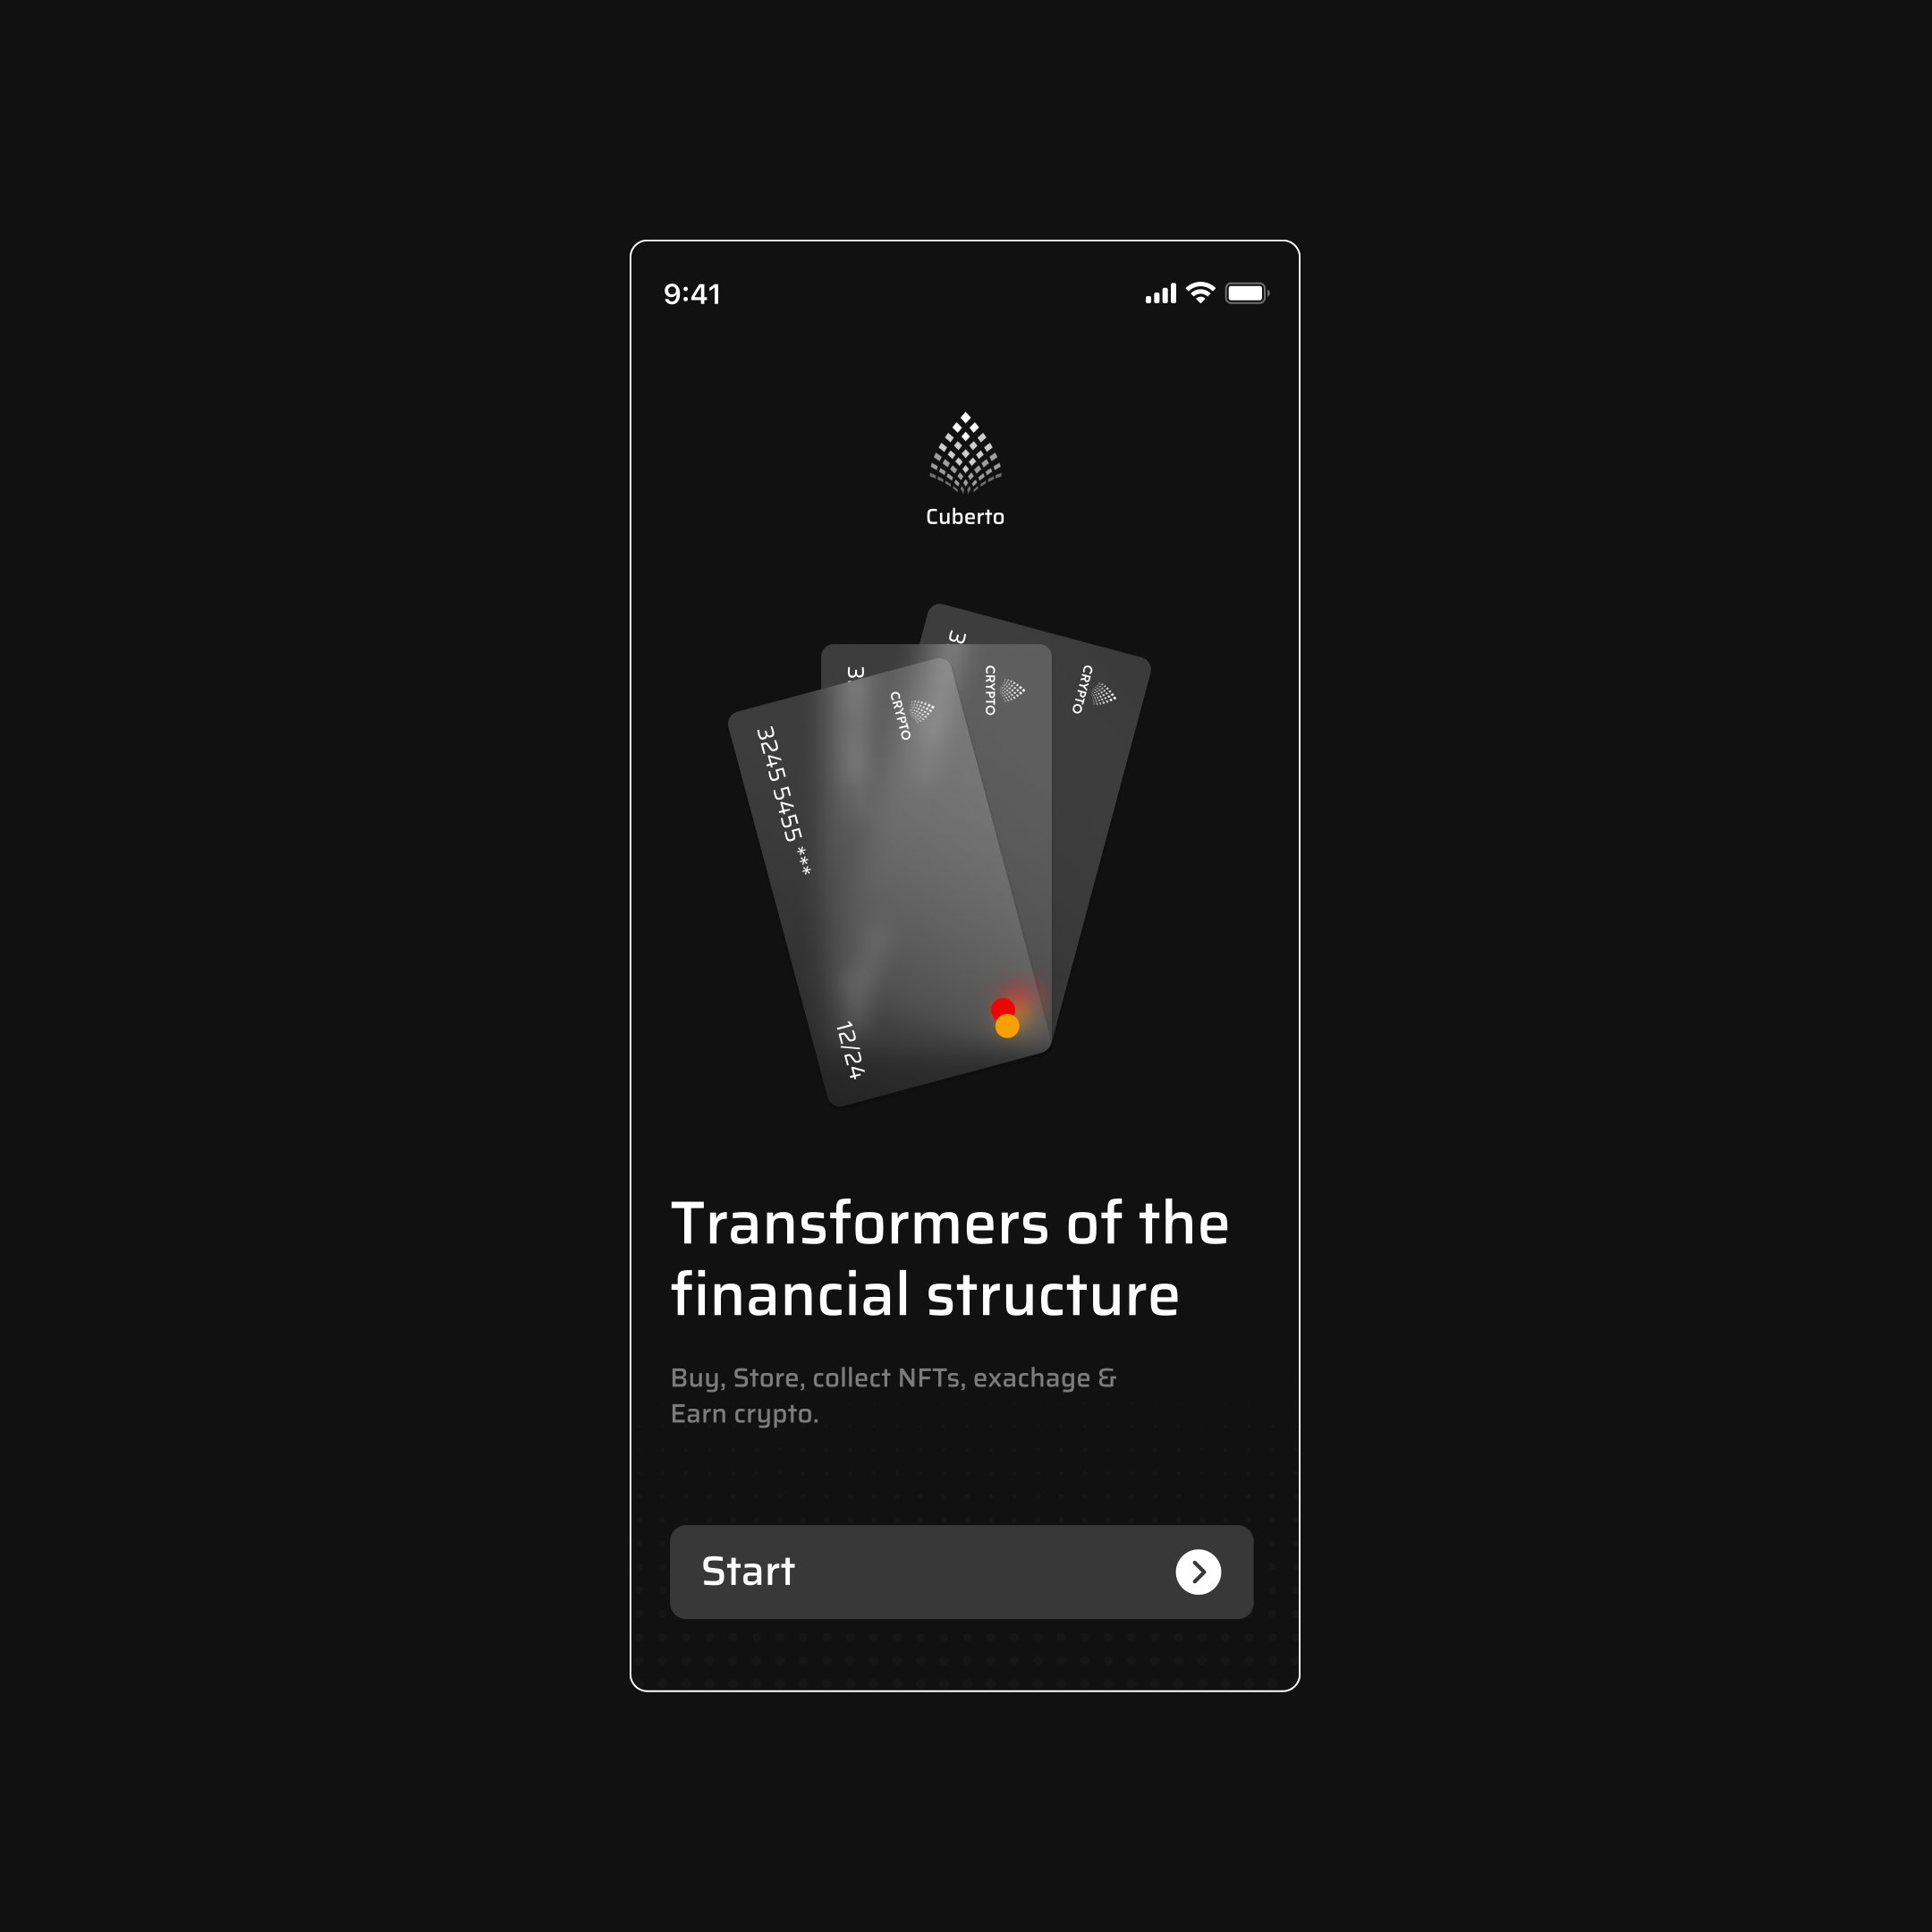 9:41
Cuberto
3
CRYPTO
3
CRYPTO
CRYPTO
3245 5455 ***
12/24
Transformers of the
financial structure
Buy, Store, collect NFTs, exachage &
Earn crypto.
Start